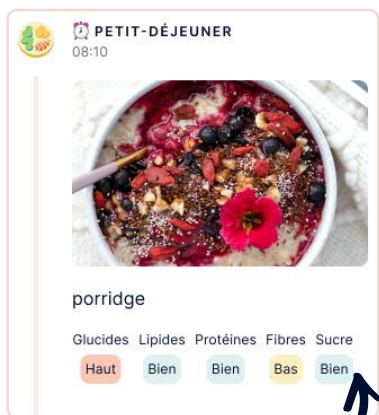 PETIT-DÉJEUNER
08:10
porridge
Glucides Lipides Protéines Fibres Sucre
Haut Bien Bien Bas Bien